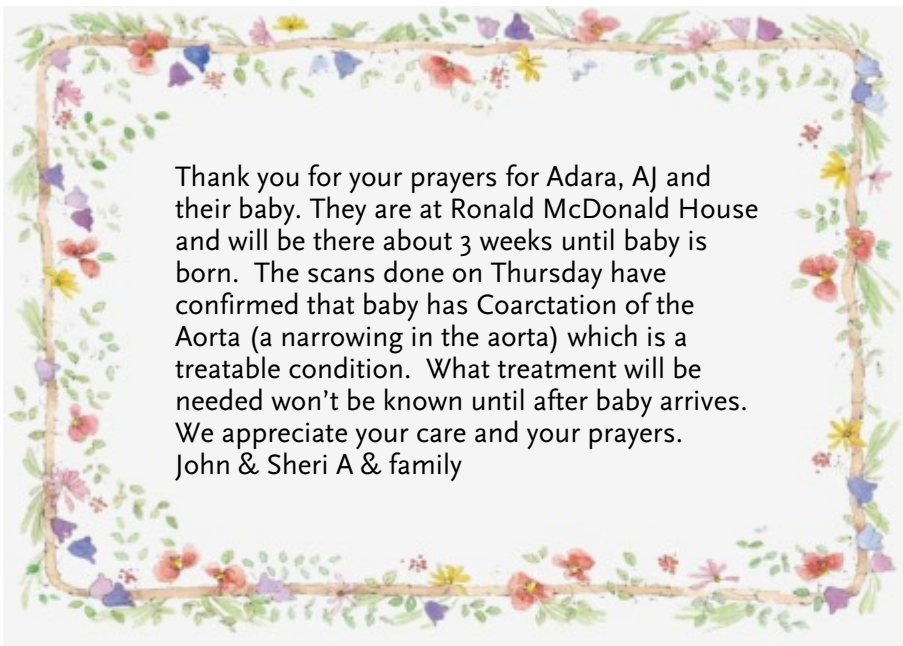 Thank you for your prayers for Adara, AJ and
their baby. They are at Ronald McDonald House
and will be there about 3 weeks until baby is
born.  The scans done on Thursday have
confirmed that baby has Coarctation of the
Aorta (a narrowing in the aorta) which is a
treatable condition.  What treatment will be
needed won’t be known until after baby arrives.
We appreciate your care and your prayers.
John & Sheri A & family